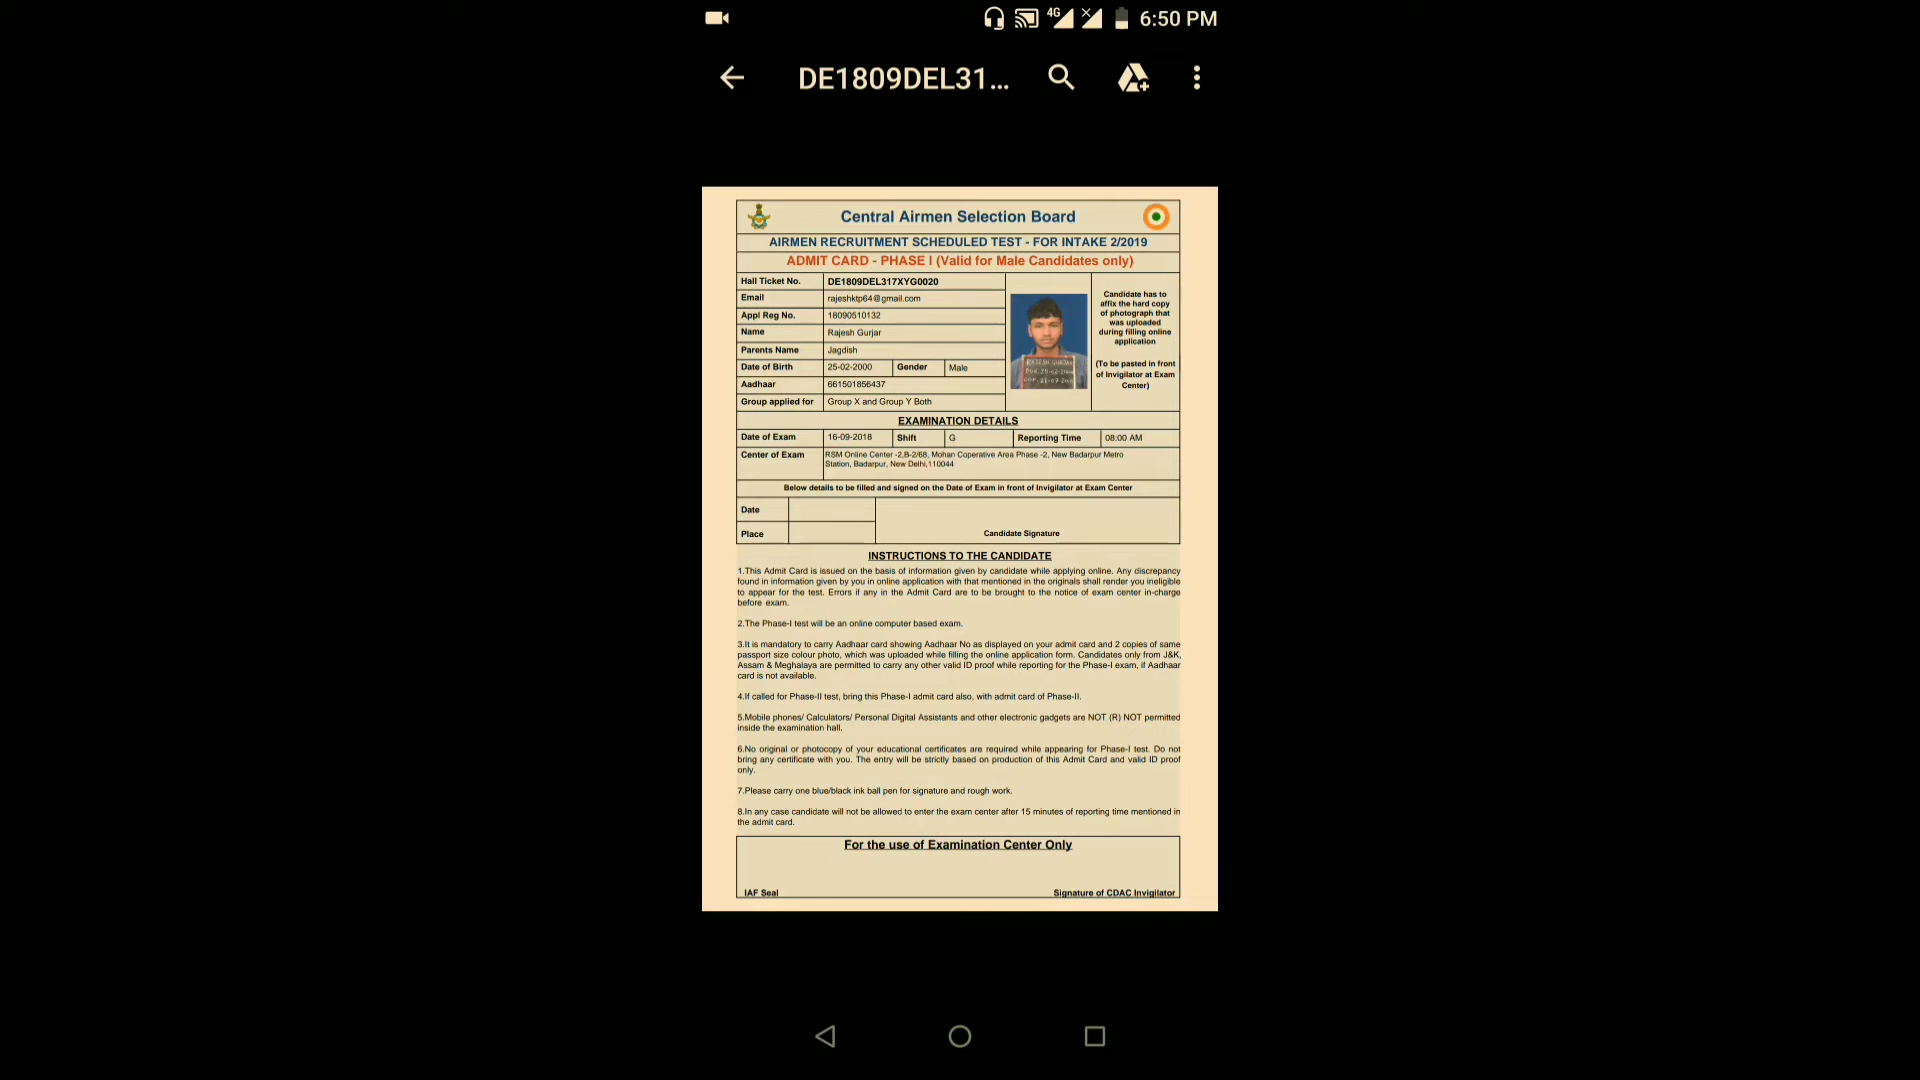 4G
6:50 PM
DE1809DEL31...
Central Airmen Selection Board
AIRMEN RECRUITMENT SCHEDULED TEST - FOR INTAKE 2/2019
ADMIT CARD - PHASE I (Valid for Male Candidates only)
Hall Ticket No. DE1809DEL317XYG0020
Email rajeshktp64@gmail.com
Appl Reg No. 18090510132
Name Rajesh Gurjar
Parents Name Jagdish
Date of Birth 25-02-2000 Gender Male
Aadhaar 661501856437
Group applied for Group X and Group Y Both
RAJESH GURJAR
Candidate has to
affix the hard copy
of photograph that
was uploaded
during filling online
application
(To be pasted in front
of Invigilator at Exam
Center)
EXAMINATION DETAILS
Date of Exam 16-09-2018 Shift G Reporting Time 08:00 AM
Center of Exam RSM Online Center -2,B-2/68, Mohan Coperative Area Phase -2, New Badarpur Metro
Station, Badarpur, New Delhi,110044
Below details to be filled and signed on the Date of Exam in front of Invigilator at Exam Center
Date
Place Candidate Signature
INSTRUCTIONS TO THE CANDIDATE
1.This Admit Card is issued on the basis of information given by candidate while applying online. Any discrepancy
found in information given by you in online application with that mentioned in the originals shall render you ineligible
to appear for the test. Errors if any in the Admit Card are to be brought to the notice of exam center in-charge
before exam.
2.The Phase-I test will be an online computer based exam.
3.It is mandatory to carry Aadhaar card showing Aadhaar No as displayed on your admit card and 2 copies of same
passport size colour photo, which was uploaded while filling the online application form. Candidates only from J&K,
Assam & Meghalaya are permitted to carry any other valid ID proof while reporting for the Phase-I exam, if Aadhaar
card is not available.
4.If called for Phase-II test, bring this Phase-I admit card also, with admit card of Phase-II.
5.Mobile phones/ Calculators/ Personal Digital Assistants and other electronic gadgets are NOT (R) NOT permitted
inside the examination hall.
6.No original or photocopy of your educational certificates are required while appearing for Phase-I test. Do not
bring any certificate with you. The entry will be strictly based on production of this Admit Card and valid ID proof
only.
7.Please carry one blue/black ink ball pen for signature and rough work.
8.In any case candidate will not be allowed to enter the exam center after 15 minutes of reporting time mentioned in
the admit card.
For the use of Examination Center Only
IAF Seal Signature of CDAC Invigilator